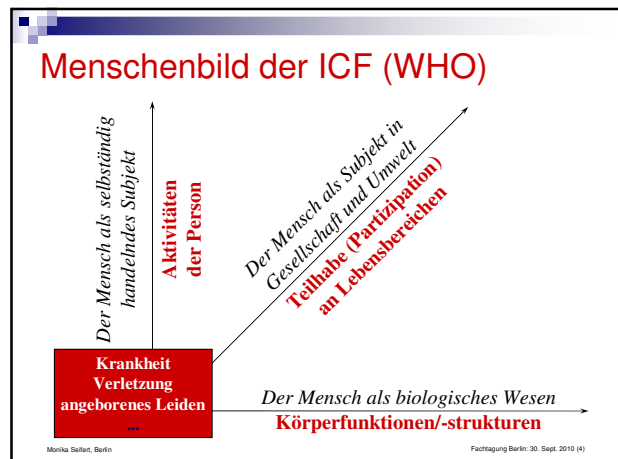 Menschenbild der ICF (WHO)
Der Mensch als selbständig
handelndes Subjekt
Aktivitäten
der Person
Der Mensch als Subjekt in
Gesellschaft und Umwelt
Teilhabe (Partizipation)
an Lebensbereichen
Krankheit
Verletzung
angeborenes Leiden
...
Der Mensch als biologisches Wesen
Körperfunktionen/-strukturen
Monika Seifert, Berlin
Fachtagung Berlin: 30. Sept. 2010 (4)